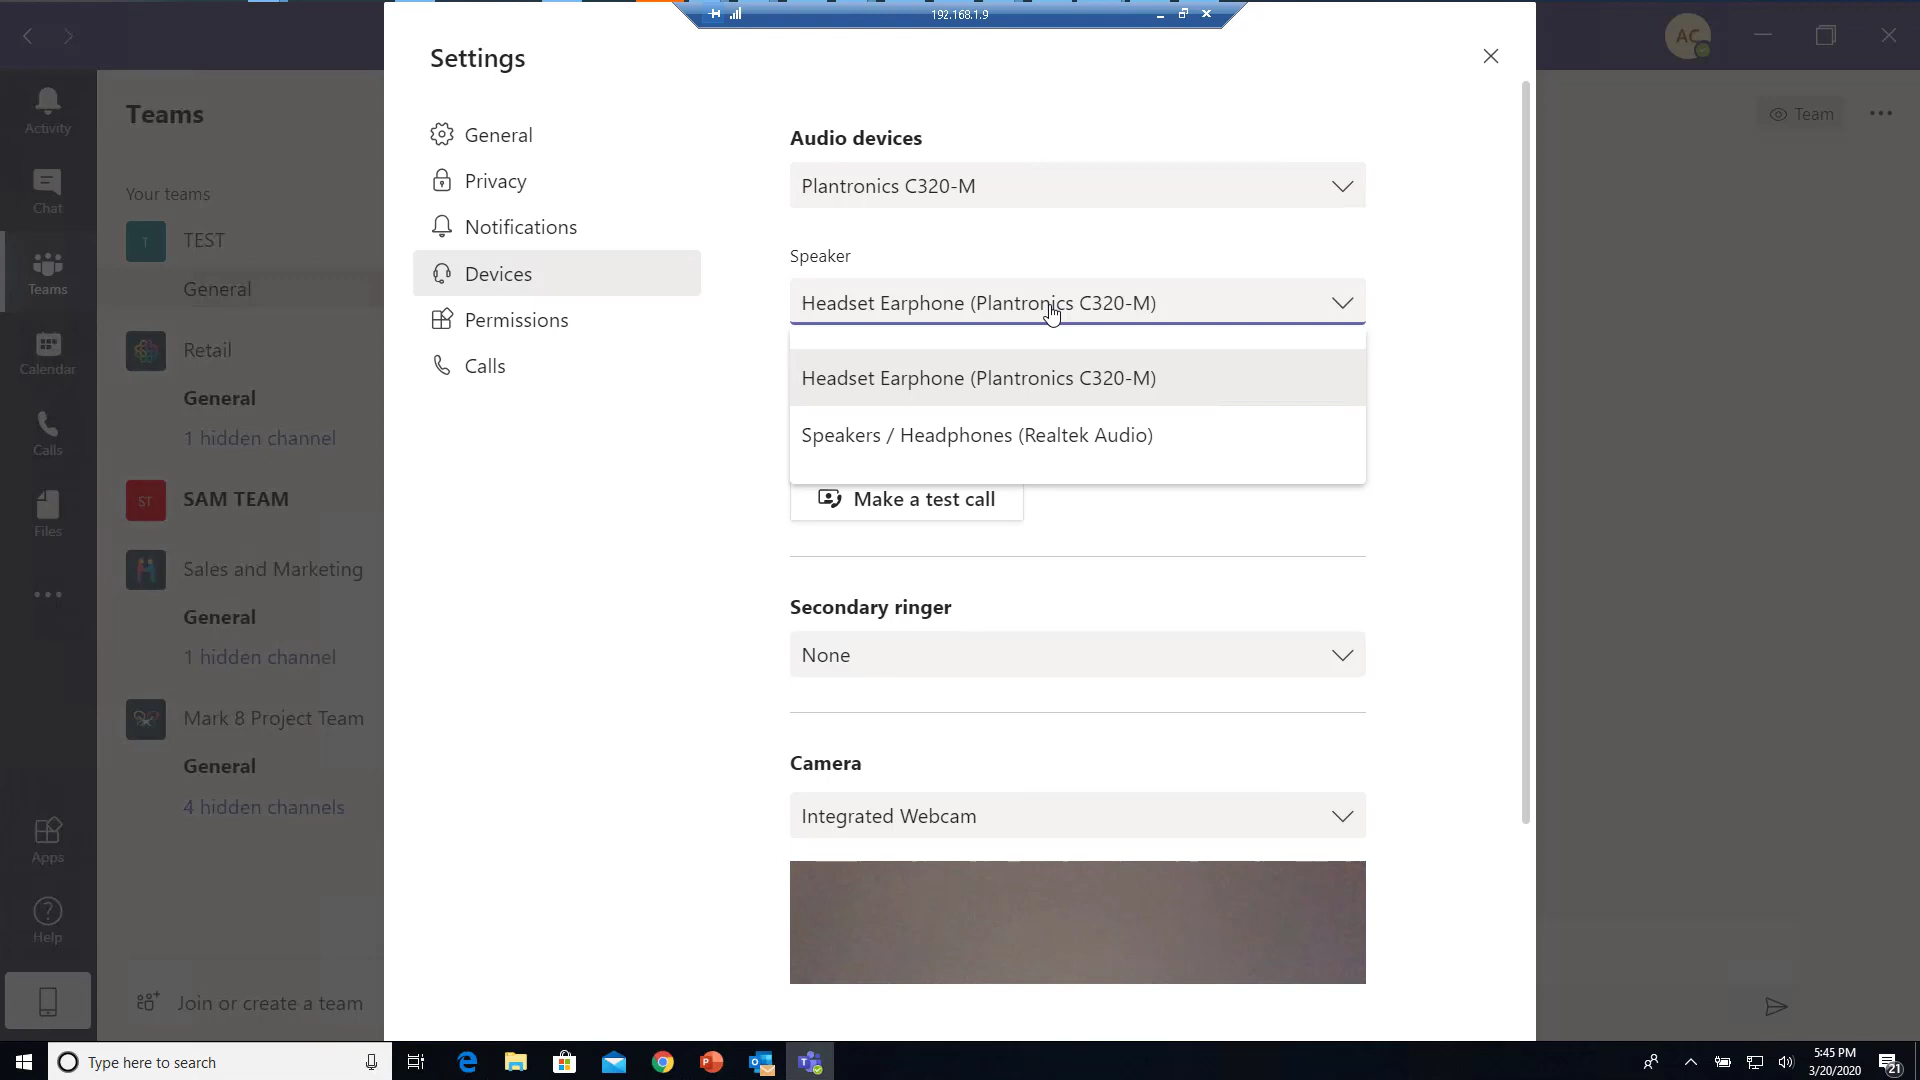 192.168.1.9
AC
Settings
Activity
Chat
Teams
Calendar
Calls
Files
Apps
Help
Teams
Your teams
T
TEST
General
Retail
General
1 hidden channel
ST
SAM TEAM
Sales and Marketing
General
1 hidden channel
Mark 8 Project Team
General
4 hidden channels
Join or create a team
General
Privacy
Notifications
Devices
Permissions
Calls
Audio devices
Plantronics C320-M
Speaker
Headset Earphone (Plantronics C320-M)
Headset Earphone (Plantronics C320-M)
Speakers / Headphones (Realtek Audio)
Make a test call
Secondary ringer
None
Camera
Integrated Webcam
Team
Type here to search
5:45 PM
3/20/2020
21